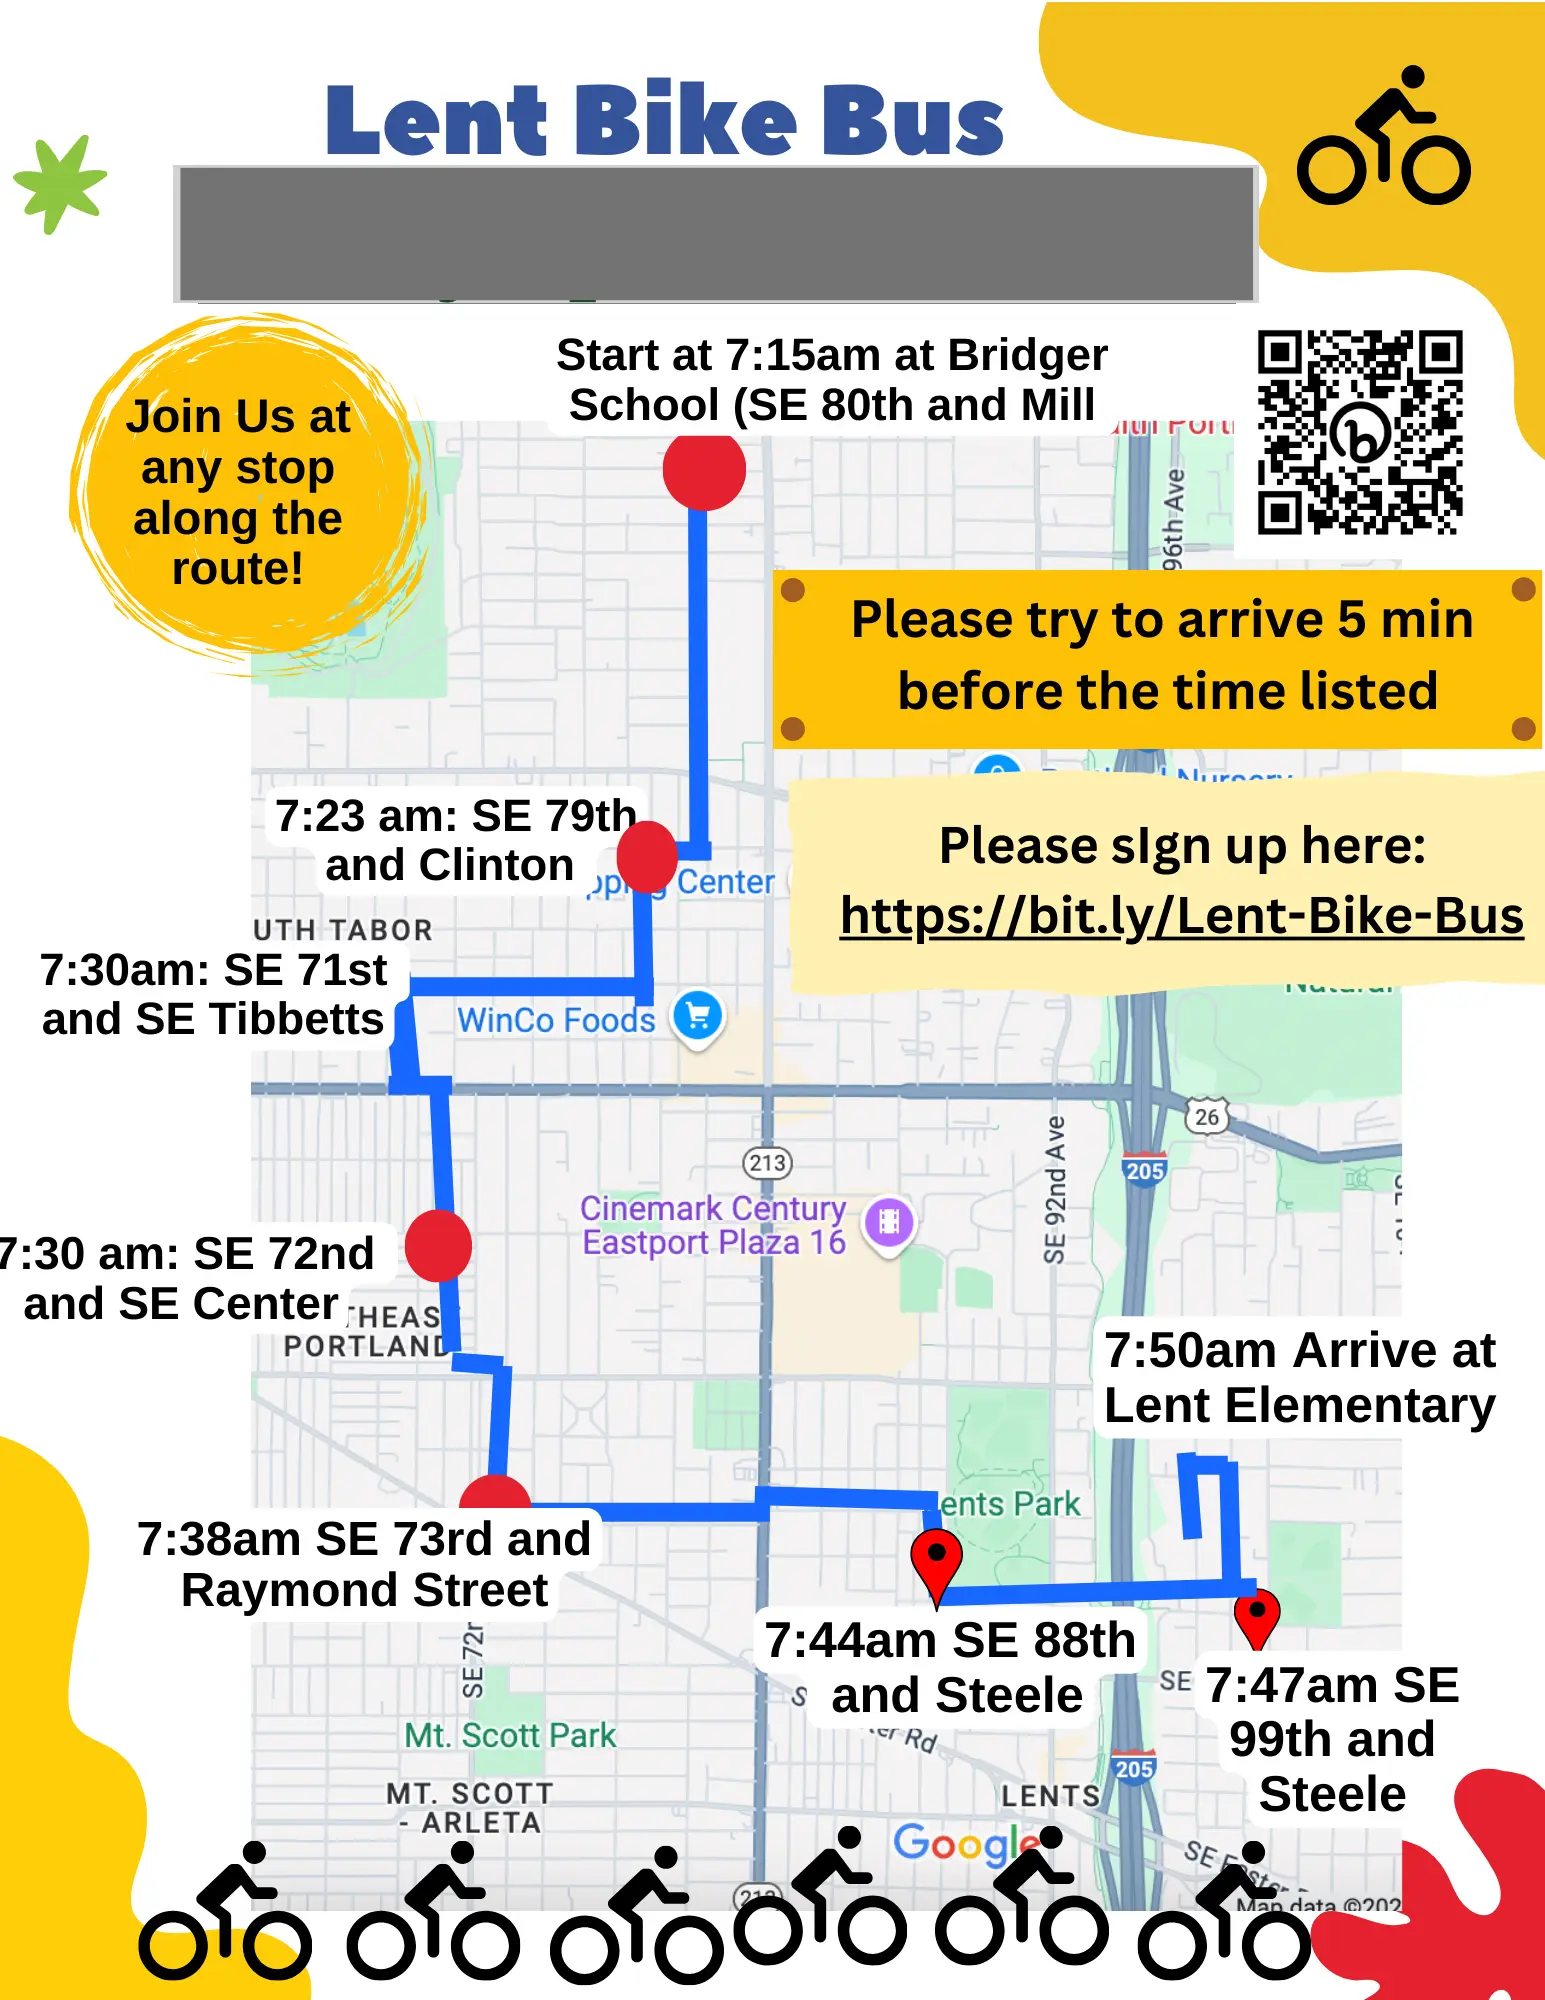 Lent Bike Bus
Start at 7:15am at Bridger
School (SE 80th and Mill
Join Us at
any stop
along the
route!
96th Ave
Please try to arrive 5 min
before the time listed
7:23 am: SE 79th
and Clinton
Center
Please sIgn up here:
https://bit.ly/Lent-Bike-Bus
UTH TABOR
7:30am: SE 71st
and SE Tibbetts
WinCo Foods
26
213
205
SE 92nd Ave
Cinemark Century
Eastport Plaza 16
7:30 am: SE 72nd
and SE Center
THEAS
PORTLAND
7:50am Arrive at
Lent Elementary
ents Park
7:38am SE 73rd and
Raymond Street
7:44am SE 88th
and Steele
SE 72n
SE
7:47am SE
99th and
Steele
Mt. Scott Park
ter Rd
205
MT. SCOTT
- ARLETA
LENTS
Google
SE Foster
213
Map data ©202